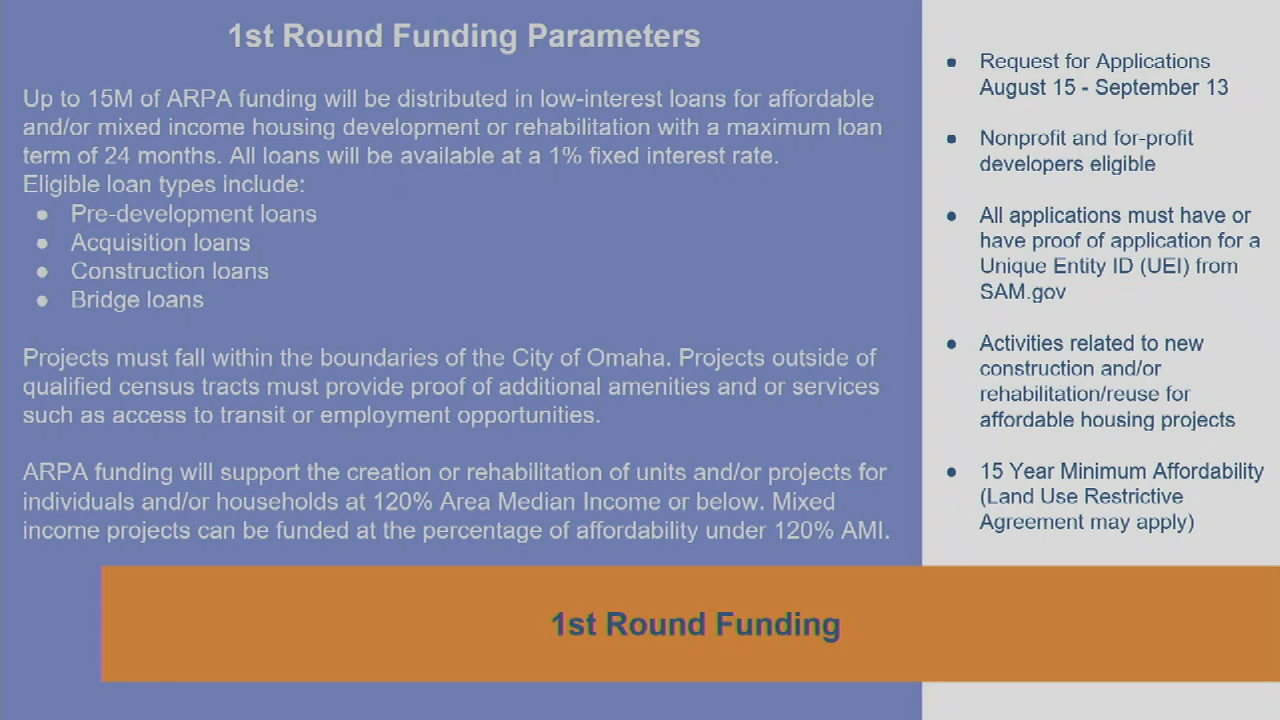 1st Round Funding Parameters
Up to 15M of ARPA funding will be distributed in low-interest loans for affordable
and/or mixed income housing development or rehabilitation with a maximum loan
term of 24 months. All loans will be available at a 1% fixed interest rate.
Eligible loan types include:
● Pre-development loans
● Acquisition loans
● Construction loans
● Bridge loans
Projects must fall within the boundaries of the City of Omaha. Projects outside of
qualified census tracts must provide proof of additional amenities and or services
such as access to transit or employment opportunities.
ARPA funding will support the creation or rehabilitation of units and/or projects for
individuals and/or households at 120% Area Median Income or below. Mixed
income projects can be funded at the percentage of affordability under 120% AMI.
● Request for Applications
August 15 - September 13
● Nonprofit and for-profit
developers eligible
● All applications must have or
have proof of application for a
Unique Entity ID (UEI) from
SAM.gov
● Activities related to new
construction and/or
rehabilitation/reuse for
affordable housing projects
● 15 Year Minimum Affordability
(Land Use Restrictive
Agreement may apply)
1st Round Funding